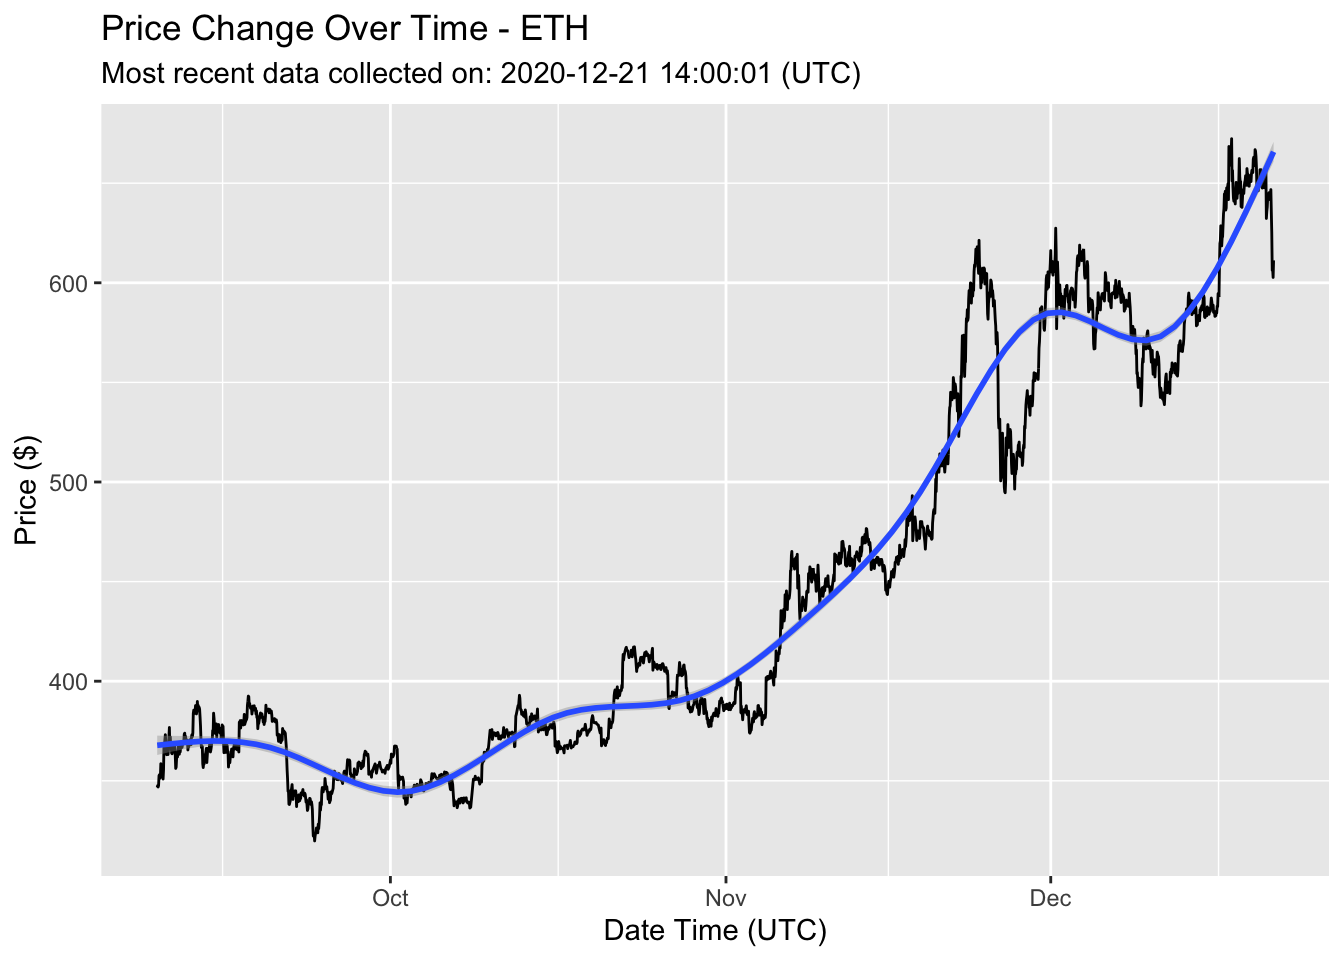 Price Change Over Time - ETH
Most recent data collected on: 2020-12-21 14:00:01 (UTC)
Price ($)
600
500
400
Oct Nov Dec
Date Time (UTC)